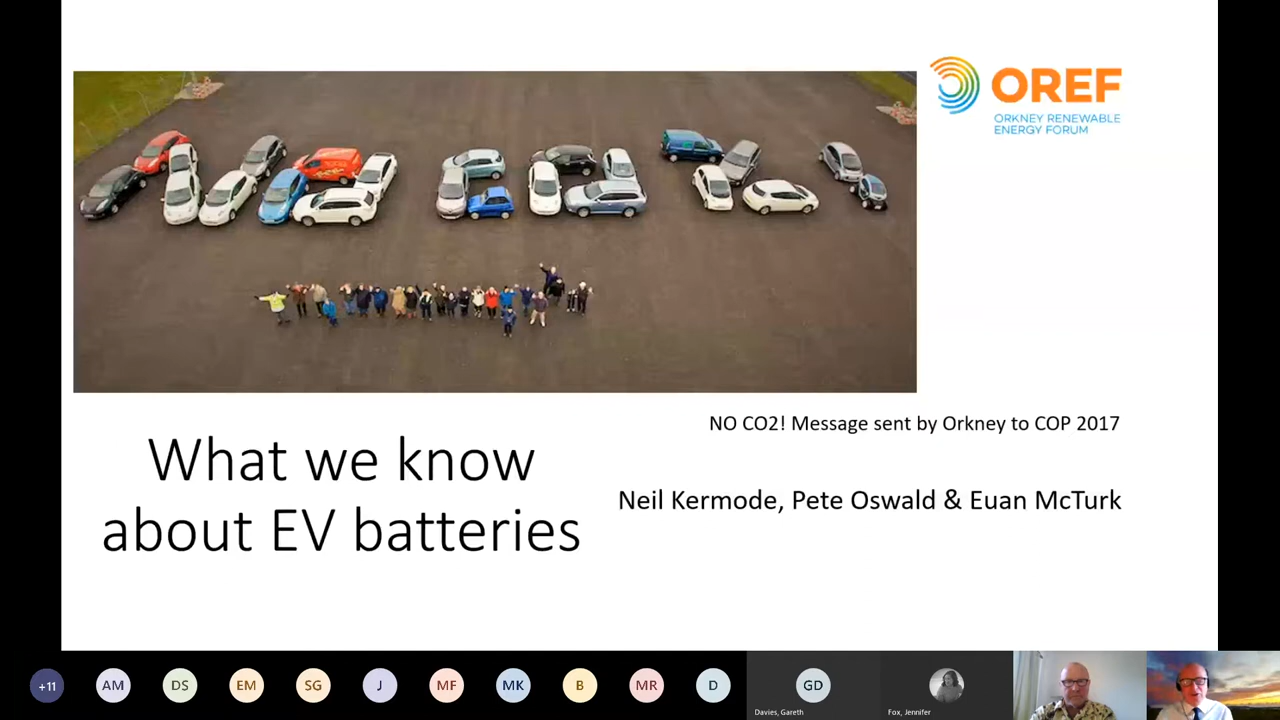 OREF
ORKNEY RENEWABLE
ENERGY FORUM
NO CO2! Message sent by Orkney to COP 2017
What we know
about EV batteries
Neil Kermode, Pete Oswald & Euan McTurk
+11
AM
DS
EM
SG
J
MF
MK
B
MR
D
GD
Davies, Gareth
Fox, Jennifer